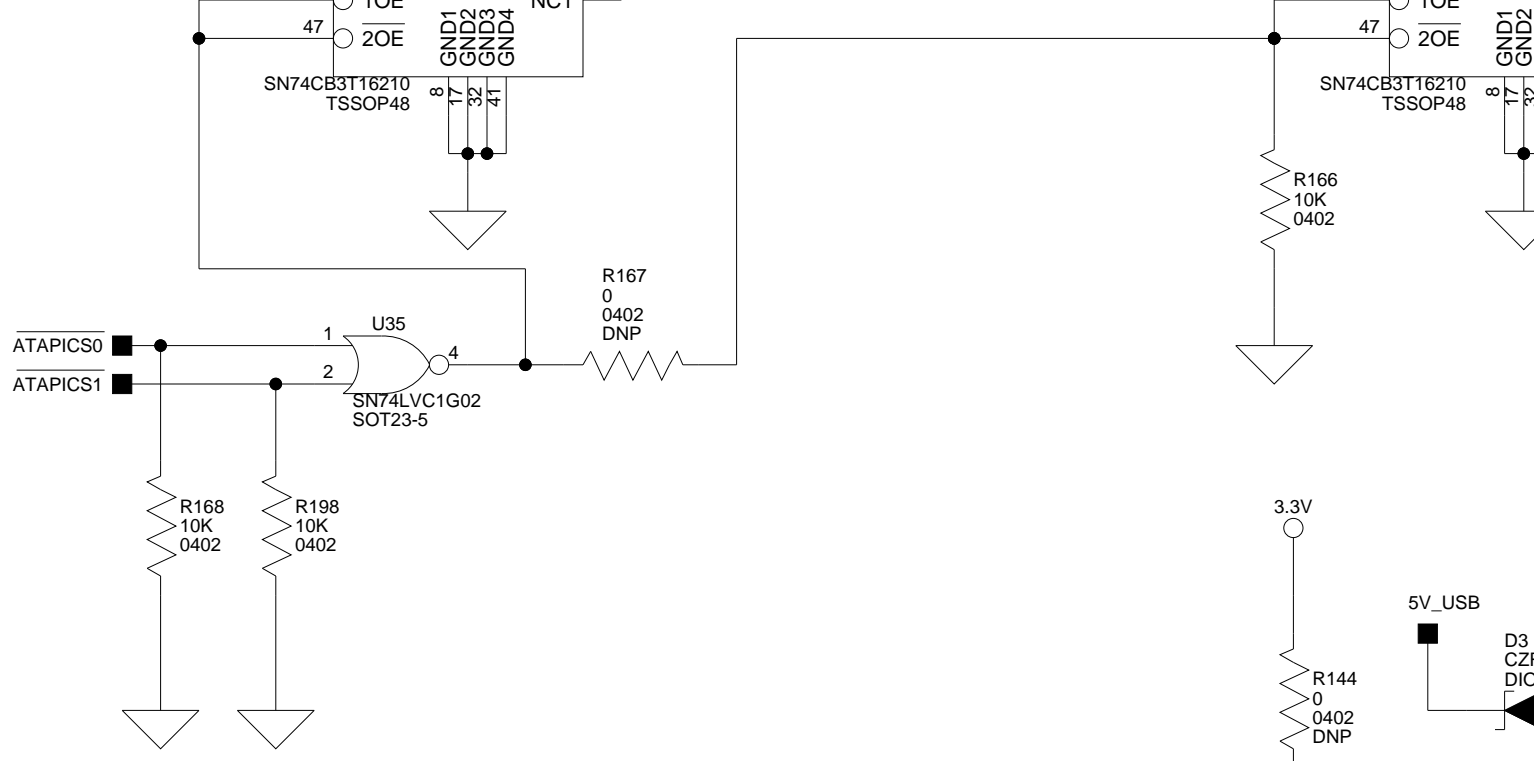 1OE
47
2OE
NC1
GND1
GND2
GND3
GND4
SN74CB3T16210
TSSOP48
8
17
32
41
1OE
47
2OE
GND1
GND2
SN74CB3T16210
TSSOP48
8
17
32
R166
10K
0402
R167
0
0402
DNP
ATAPICS0
ATAPICS1
1
2
U35
4
SN74LVC1G02
SOT23-5
R168
10K
0402
R198
10K
0402
3.3V
R144
0
0402
DNP
5V_USB
D3